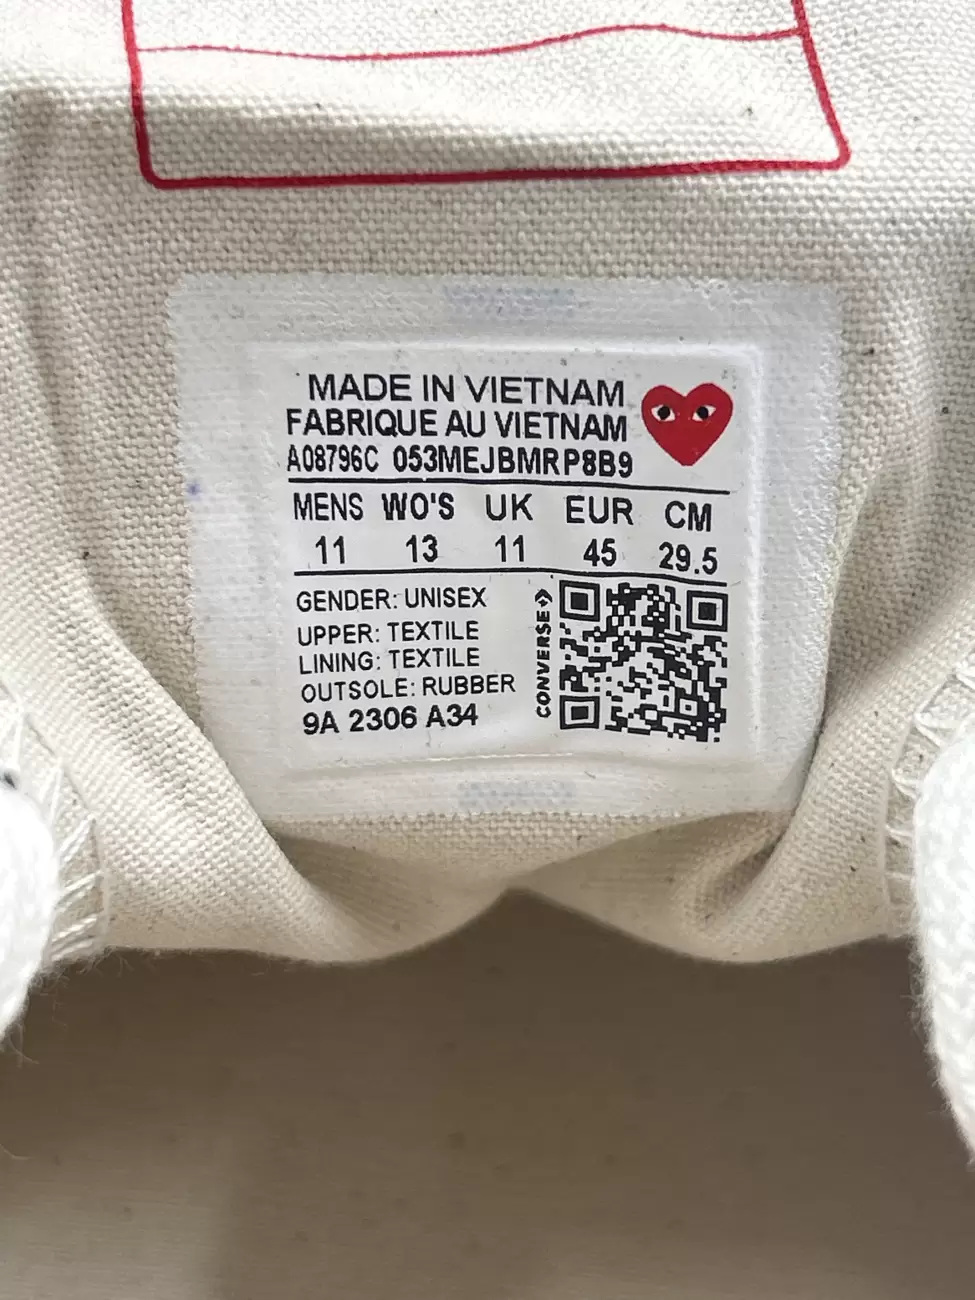 MADE IN VIETNAM
FABRIQUE AU VIETNAM
A08796C 053MEJBMRP8B9
MENS WO'S UK EUR CM
11 13 11 45 29.5
GENDER: UNISEX
UPPER: TEXTILE
LINING: TEXTILE
OUTSOLE: RUBBER
9A 2306 A34
CONVERSE